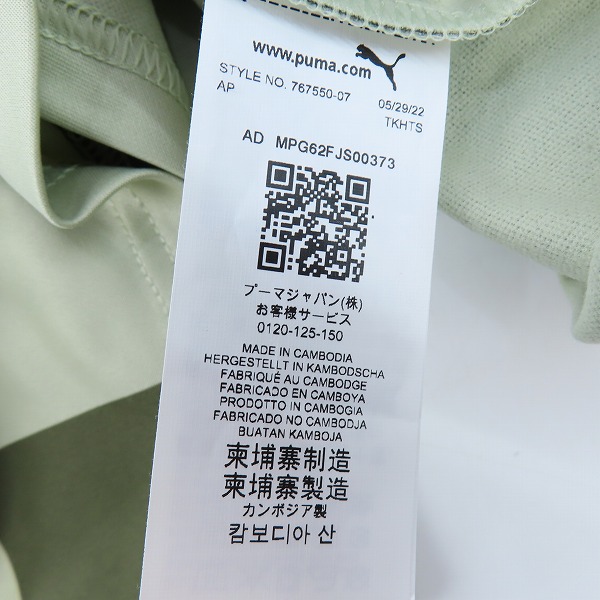 www.puma.com
STYLE NO. 767550-07 05/29/22
AP TKHTS
AD MPG62FJS00373
プーマジャパン(株)
お客様サービス
0120-125-150
MADE IN CAMBODIA
HERGESTELLT IN KAMBODSCHA
FABRIQUÉ AU CAMBODGE
FABRICADO EN CAMBOYA
PRODOTTO IN CAMBOGIA
FABRICADO NO CAMBODJA
BUATAN KAMBOJA
柬埔寨制造
柬埔寨製造
カンボジア製
캄보디아 산